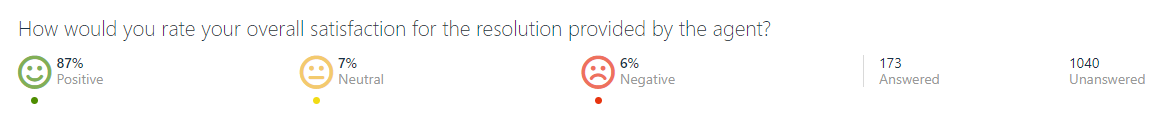 How would you rate your overall satisfaction for the resolution provided by the agent?
87%
Positive
7%
Neutral
6%
Negative
173
Answered
1040
Unanswered